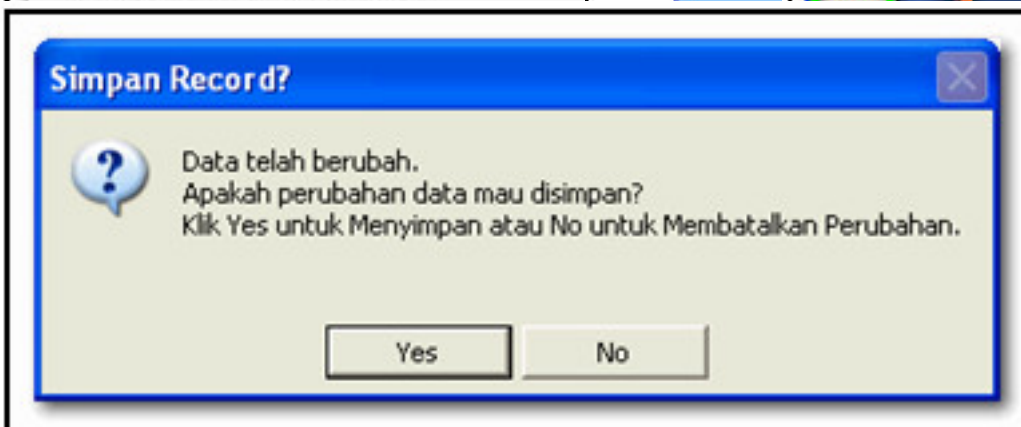 Simpan Record?
Data telah berubah.
Apakah perubahan data mau disimpan?
Klik Yes untuk Menyimpan atau No untuk Membatalkan Perubahan.
Yes
No